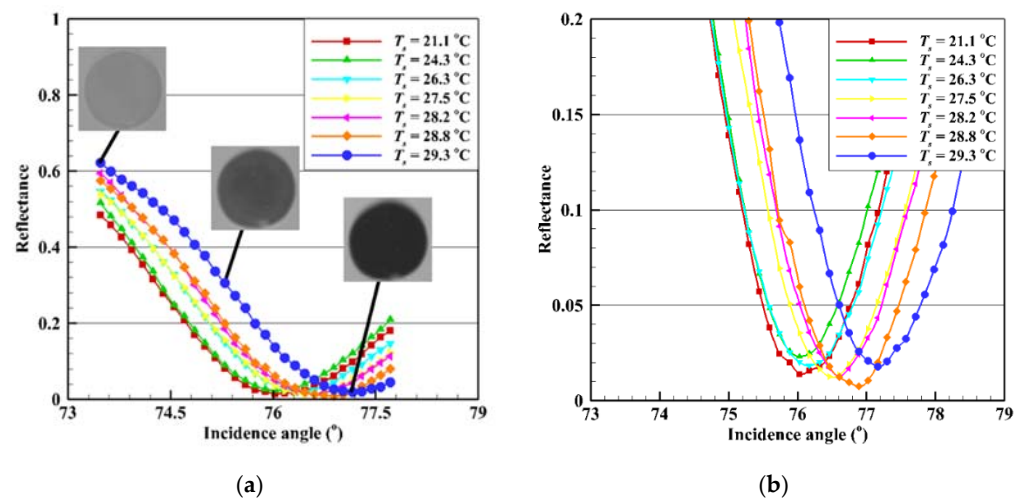 1
0.8
0.6
0.4
0.2
0
Reflectance
73
74.5
76
77.5
79
Incidence angle (°)
Tₛ = 21.1 °C
Tₛ = 24.3 °C
Tₛ = 26.3 °C
Tₛ = 27.5 °C
Tₛ = 28.2 °C
Tₛ = 28.8 °C
Tₛ = 29.3 °C
(a)
0.2
0.15
0.1
0.05
0
Reflectance
73
74
75
76
77
78
79
Incidence angle (°)
Tₛ = 21.1 °C
Tₛ = 24.3 °C
Tₛ = 26.3 °C
Tₛ = 27.5 °C
Tₛ = 28.2 °C
Tₛ = 28.8 °C
Tₛ = 29.3 °C
(b)